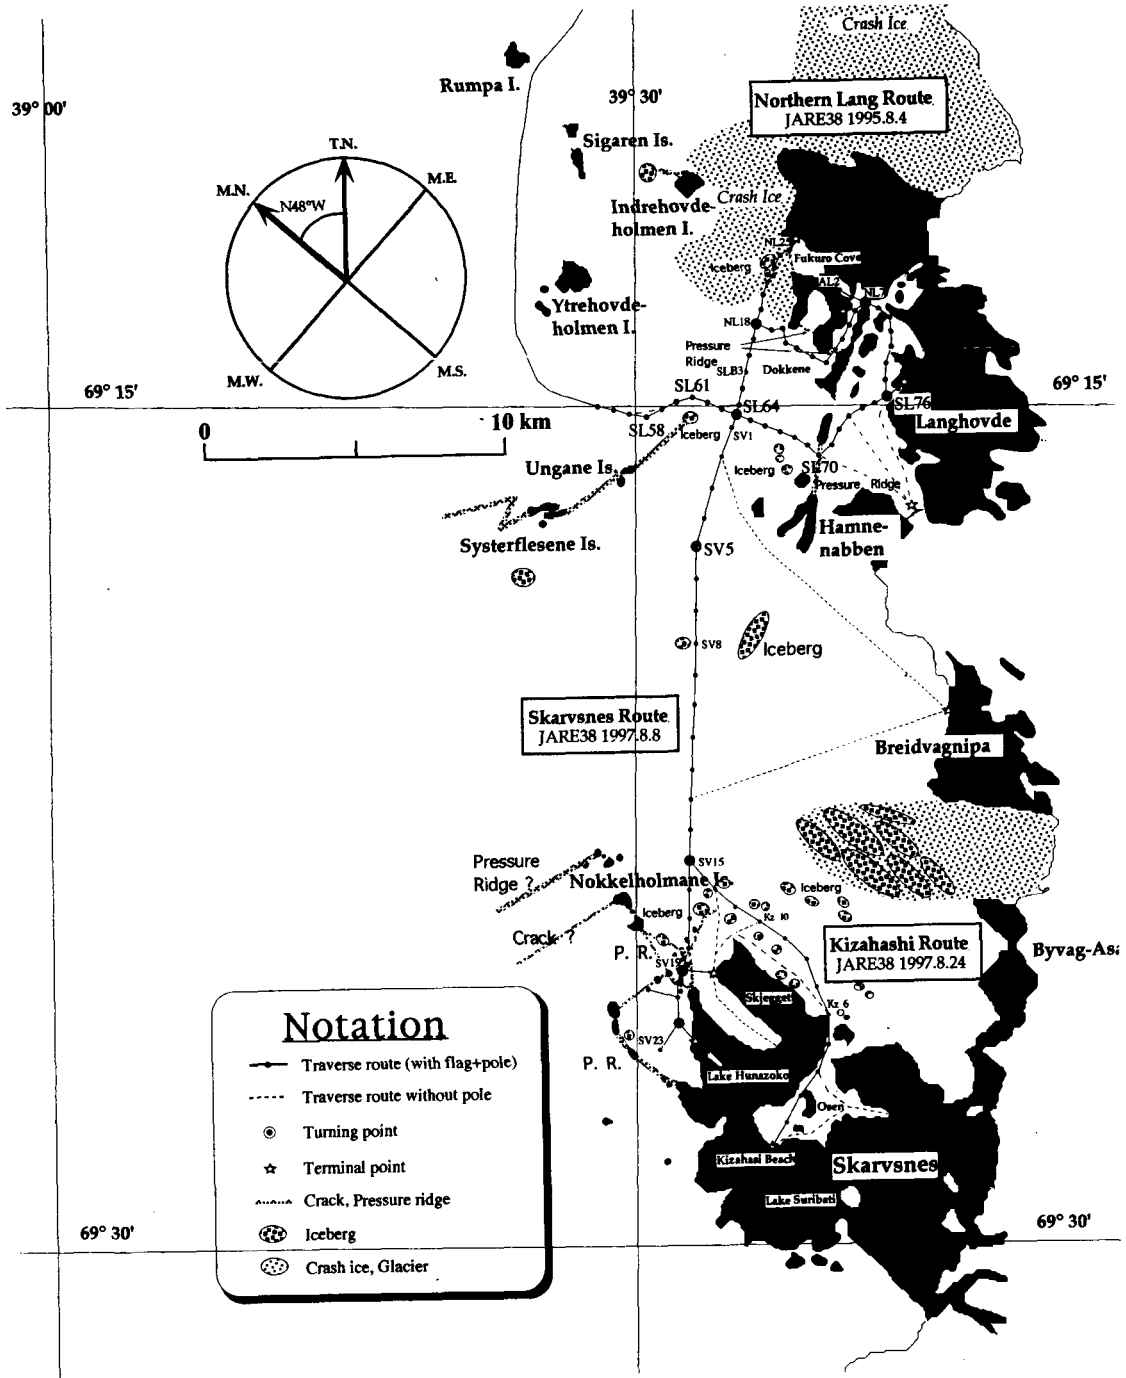 Crash Ice
Rumpa I.
39° 00'
39° 30'
Northern Lang Route
JARE38 1995.8.4
T.N.
M.N.
M.E.
N48°W
M.W.
M.S.
Sigaren Is.
Indrehovde-
holmen I.
Crash Ice
NL25
Iceberg
Fukuro Cove
AL2
NL7
Ytrehovde-
holmen I.
NL18
Pressure
Ridge
SLB3
Dokkene
69° 15'
69° 15'
SL61
SL64
SL76
SL58
Iceberg
SV1
Langhovde
0
10 km
Ungane Is.
Iceberg
SL70
Pressure Ridge
Systerflesene Is.
Hamne-
nabben
SV5
SV8
Iceberg
Skarvsnes Route
JARE38 1997.8.8
Breidvagnipa
Pressure
Ridge ?
SV15
Nokkelholmane Is.
Iceberg
Iceberg
Kz 10
Crack ?
P. R.
SV19
Kizahashi Route
JARE38 1997.8.24
Byvag-As
Skjegget
Kz 6
Notation
Traverse route (with flag+pole)
Traverse route without pole
Turning point
Terminal point
Crack, Pressure ridge
Iceberg
Crash ice, Glacier
SV23
P. R.
Lake Hunazoko
Osen
Kizahasi Beach
Skarvsnes
Lake Suribati
69° 30'
69° 30'